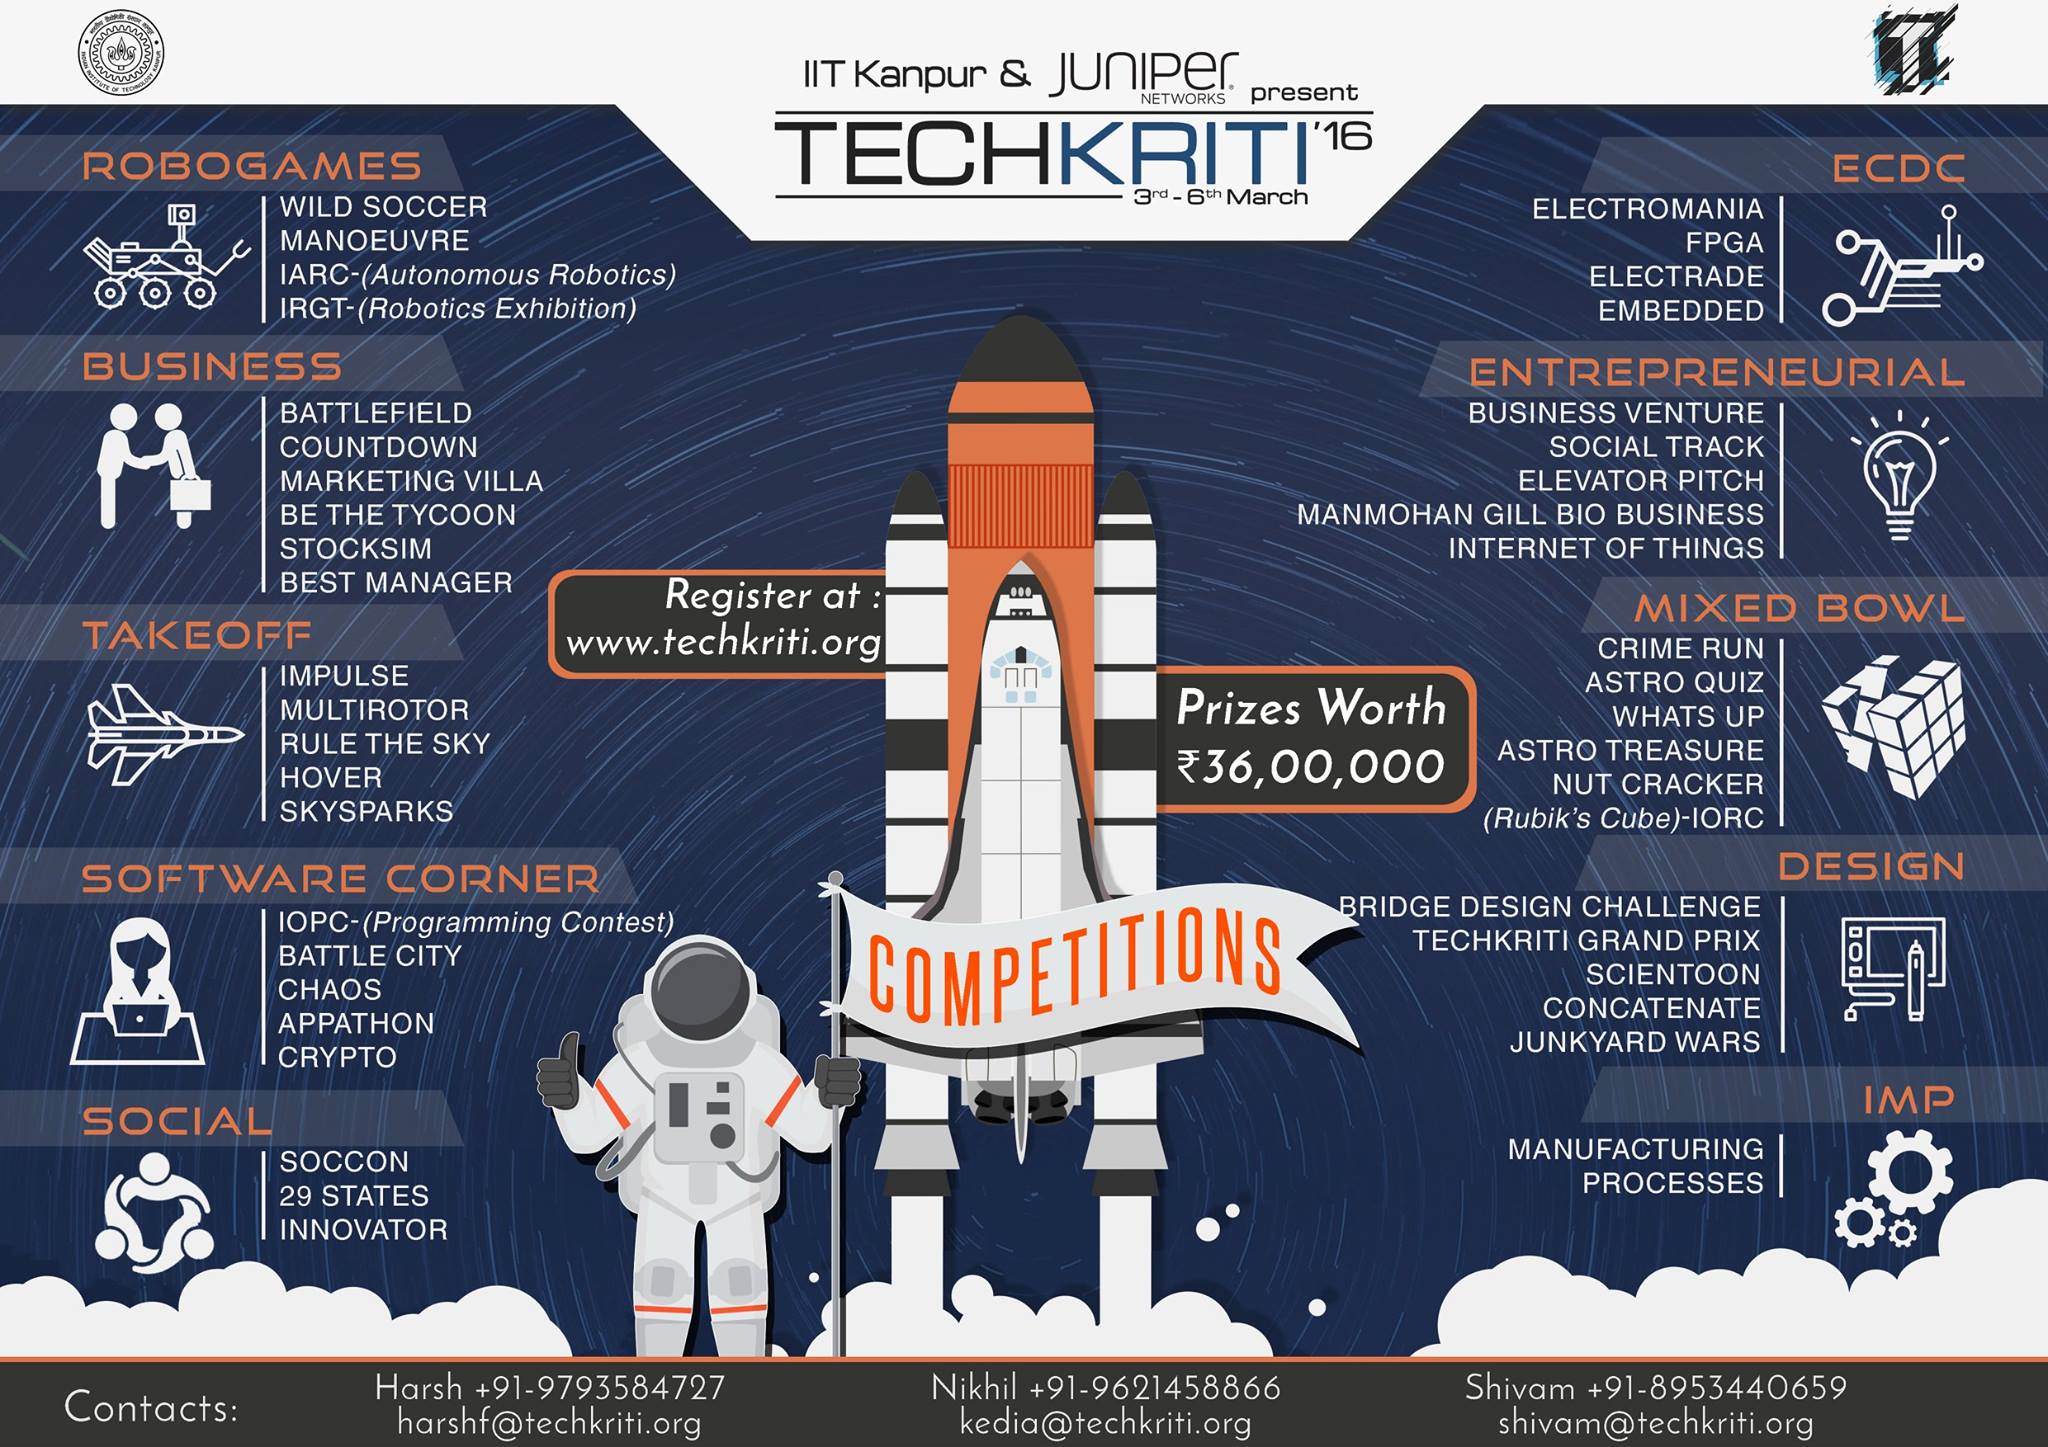 IIT Kanpur & JUNIPER NETWORKS present
TECHKRITI'16
3rd - 6th March
ROBOGAMES
WILD SOCCER
MANOEUVRE
IARC-(Autonomous Robotics)
IRGT-(Robotics Exhibition)
BUSINESS
BATTLEFIELD
COUNTDOWN
MARKETING VILLA
BE THE TYCOON
STOCKSIM
BEST MANAGER
TAKEOFF
IMPULSE
MULTIROTOR
RULE THE SKY
HOVER
SKYSPARKS
SOFTWARE CORNER
IOPC-(Programming Contest)
BATTLE CITY
CHAOS
APPATHON
CRYPTO
SOCIAL
SOCCON
29 STATES
INNOVATOR
Register at :
www.techkriti.org
Prizes Worth
₹36,00,000
COMPETITIONS
ECDC
ELECTROMANIA
FPGA
ELECTRADE
EMBEDDED
ENTREPRENEURIAL
BUSINESS VENTURE
SOCIAL TRACK
ELEVATOR PITCH
MANMOHAN GILL BIO BUSINESS
INTERNET OF THINGS
MIXED BOWL
CRIME RUN
ASTRO QUIZ
WHATS UP
ASTRO TREASURE
NUT CRACKER
(Rubik's Cube)-IORC
DESIGN
BRIDGE DESIGN CHALLENGE
TECHKRITI GRAND PRIX
SCIENTOON
CONCATENATE
JUNKYARD WARS
IMP
MANUFACTURING
PROCESSES
Contacts:
Harsh +91-9793584727
harshf@techkriti.org
Nikhil +91-9621458866
kedia@techkriti.org
Shivam +91-8953440659
shivam@techkriti.org